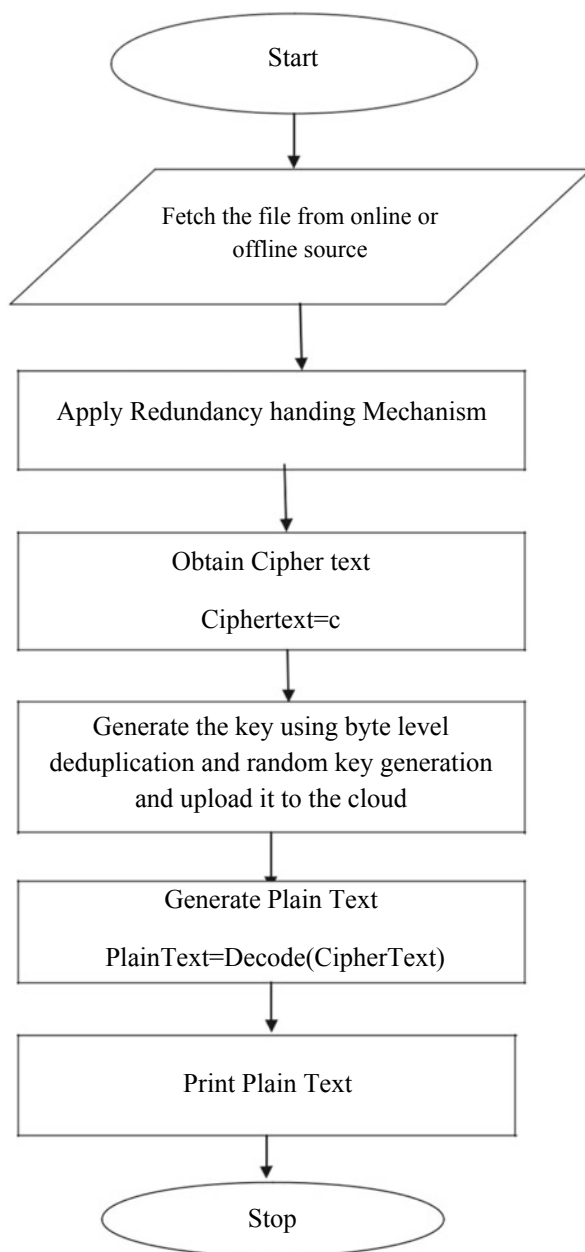 Start
Fetch the file from online or
offline source
Apply Redundancy handing Mechanism
Obtain Cipher text
Ciphertext=c
Generate the key using byte level
deduplication and random key generation
and upload it to the cloud
Generate Plain Text
PlainText=Decode(CipherText)
Print Plain Text
Stop